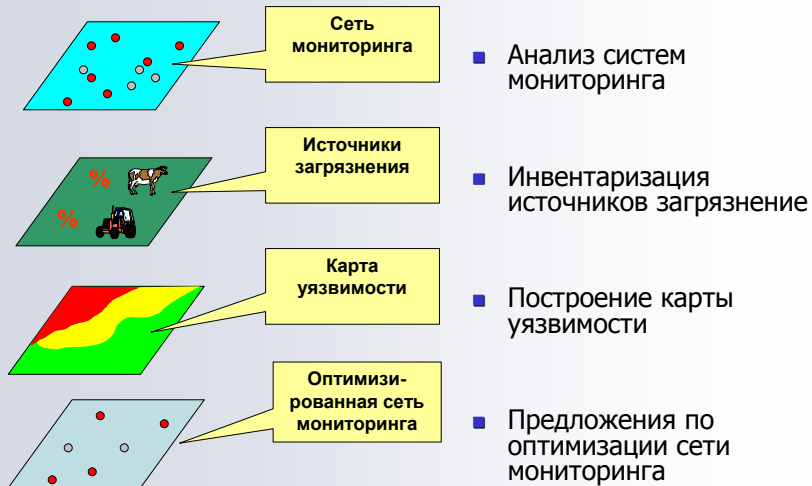 Сеть
мониторинга
Анализ систем
мониторинга
Источники
загрязнения
%
%
Инвентаризация
источников загрязнение
Карта
уязвимости
Построение карты
уязвимости
Оптимизи-
рованная сеть
мониторинга
Предложения по
оптимизации сети
мониторинга